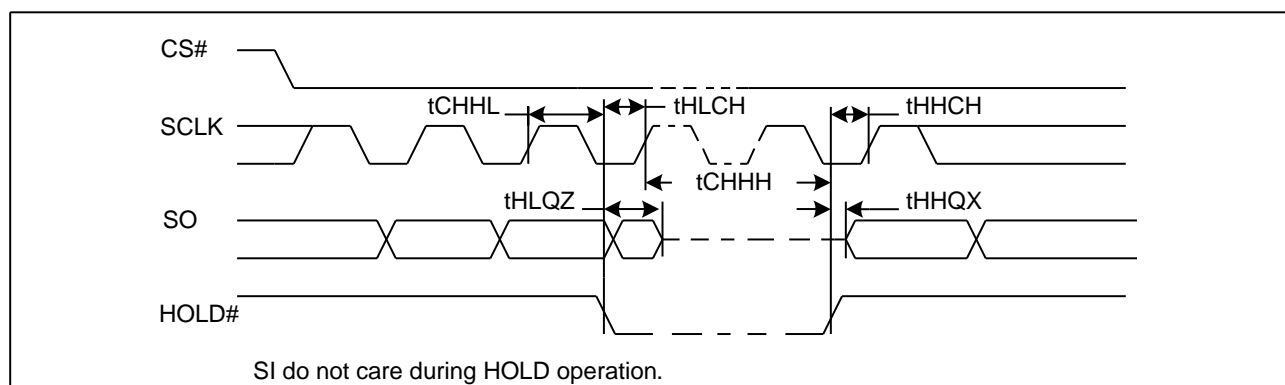 CS#
tCHHL
tHLCH
tHHCH
SCLK
tCHHH
tHLQZ
tHHQX
SO
HOLD#
SI do not care during HOLD operation.